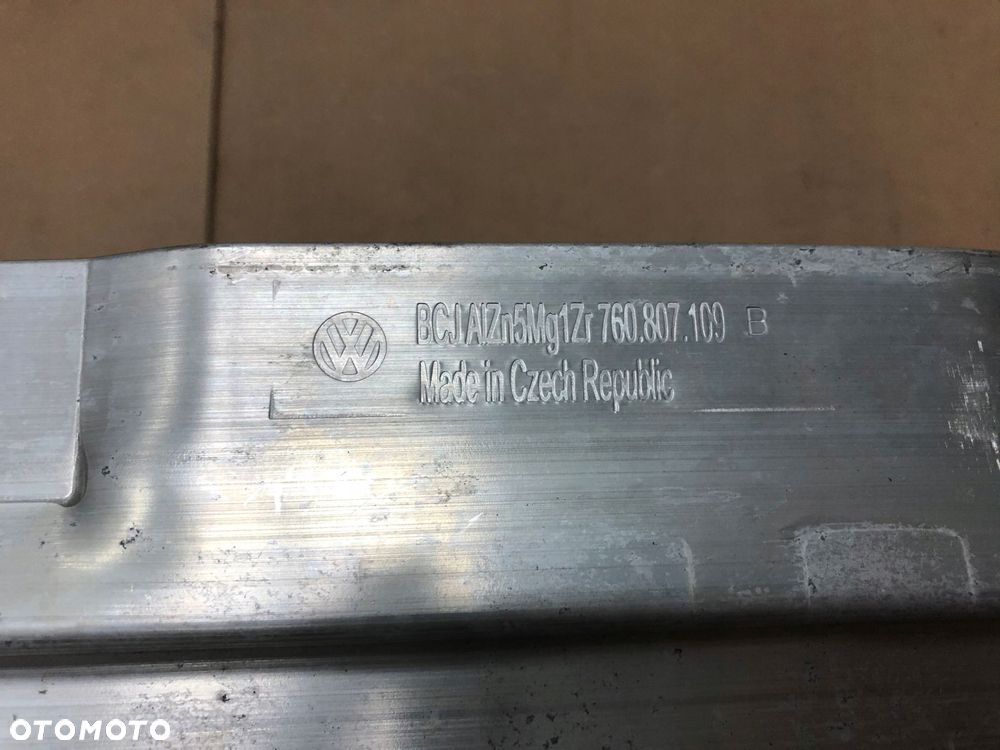 BCJ.AlZn5Mg1Zr 760.807.109 B
Made in Czech Republic
OTOMOTO